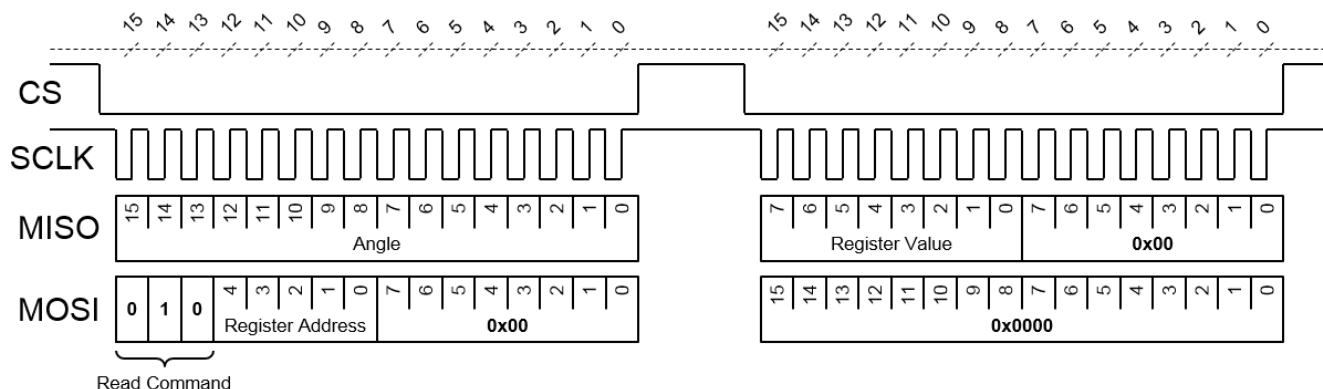 15 14 13 12 11 10 9 8 7 6 5 4 3 2 1 0 15 14 13 12 11 10 9 8 7 6 5 4 3 2 1 0
CS
SCLK
MISO 15 14 13 12 11 10 9 8 7 6 5 4 3 2 1 0 7 6 5 4 3 2 1 0 7 6 5 4 3 2 1 0
Angle Register Value 0x00
MOSI 0 1 0 4 3 2 1 0 7 6 5 4 3 2 1 0 15 14 13 12 11 10 9 8 7 6 5 4 3 2 1 0
Register Address 0x00 0x0000
Read Command